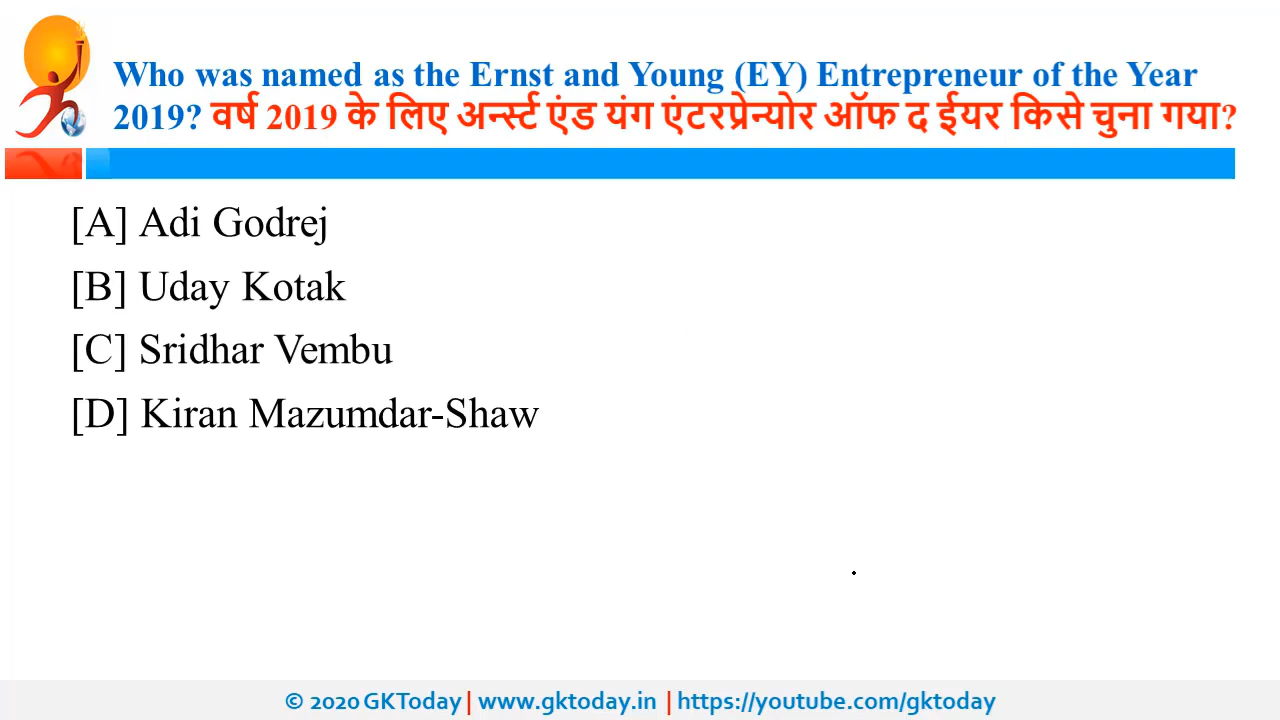 Who was named as the Ernst and Young (EY) Entrepreneur of the Year
2019? वर्ष 2019 के लिए अर्न्स्ट एंड यंग एंटरप्रेन्योर ऑफ द ईयर किसे चुना गया?
[A] Adi Godrej
[B] Uday Kotak
[C] Sridhar Vembu
[D] Kiran Mazumdar-Shaw
© 2020 GKToday | www.gktoday.in | https://youtube.com/gktoday